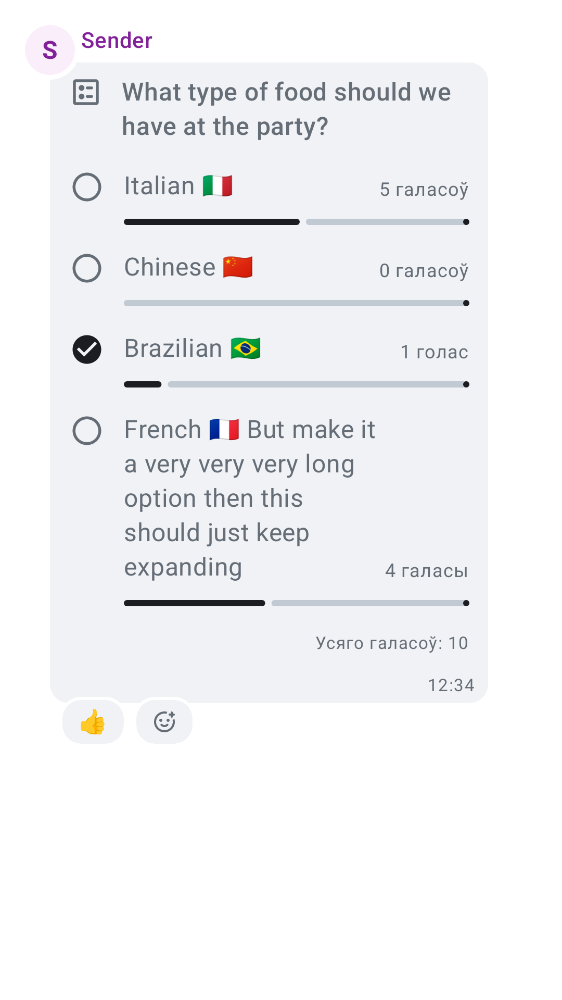 S
Sender
What type of food should we
have at the party?
Italian 🇮🇹
5 галасоў
Chinese 🇨🇳
0 галасоў
Brazilian 🇧🇷
1 голас
French 🇫🇷 But make it
a very very very long
option then this
should just keep
expanding
4 галасы
Усяго галасоў: 10
12:34
👍